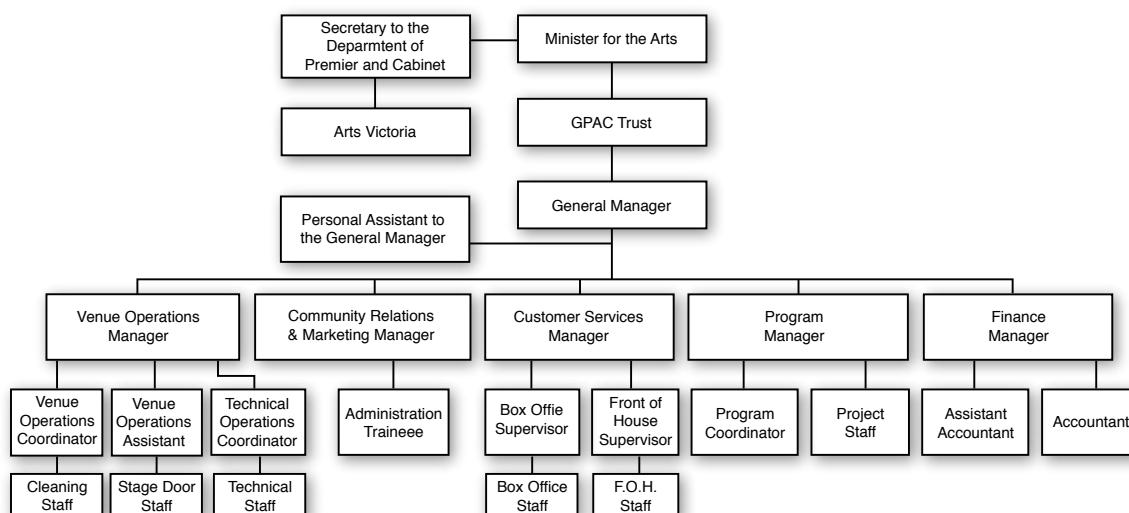 Secretary to the
Deparmtent of
Premier and Cabinet
Minister for the Arts
Arts Victoria
GPAC Trust
General Manager
Personal Assistant to
the General Manager
Venue Operations
Manager
Community Relations
& Marketing Manager
Customer Services
Manager
Program
Manager
Finance
Manager
Venue
Operations
Coordinator
Venue
Operations
Assistant
Technical
Operations
Coordinator
Administration
Traineee
Box Offie
Supervisor
Front of
House
Supervisor
Program
Coordinator
Project
Staff
Assistant
Accountant
Accountant
Cleaning
Staff
Stage Door
Staff
Technical
Staff
Box Office
Staff
F.O.H.
Staff